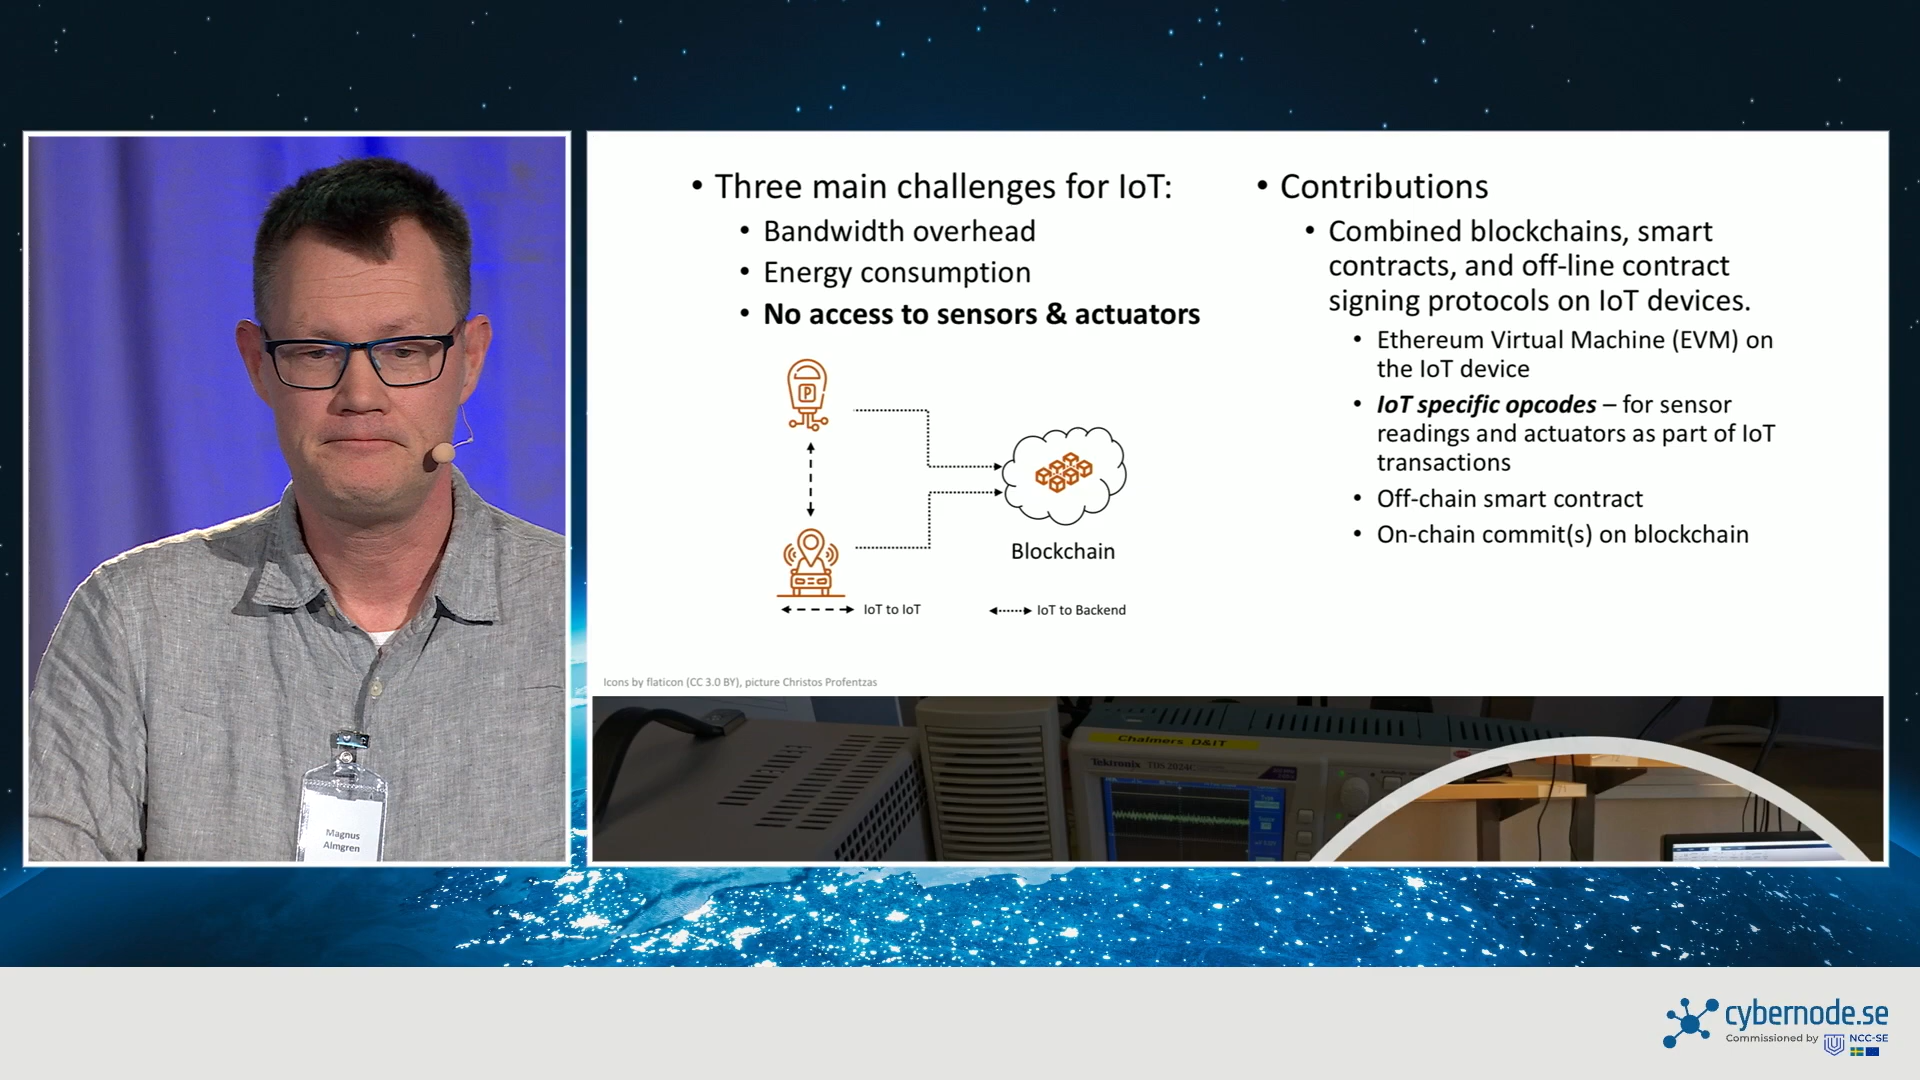 • Three main challenges for IoT:
• Bandwidth overhead
• Energy consumption
• No access to sensors & actuators
P
Blockchain
IoT to IoT
IoT to Backend
• Contributions
• Combined blockchains, smart
contracts, and off-line contract
signing protocols on IoT devices.
• Ethereum Virtual Machine (EVM) on
the IoT device
• IoT specific opcodes – for sensor
readings and actuators as part of IoT
transactions
• Off-chain smart contract
• On-chain commit(s) on blockchain
Icons by flaticon (CC 3.0 BY), picture Christos Profentzas
Chalmers D&IT
Tektronix TDS 2024C
Magnus
Almgren
cybernode.se
Commissioned by
NCC-SE